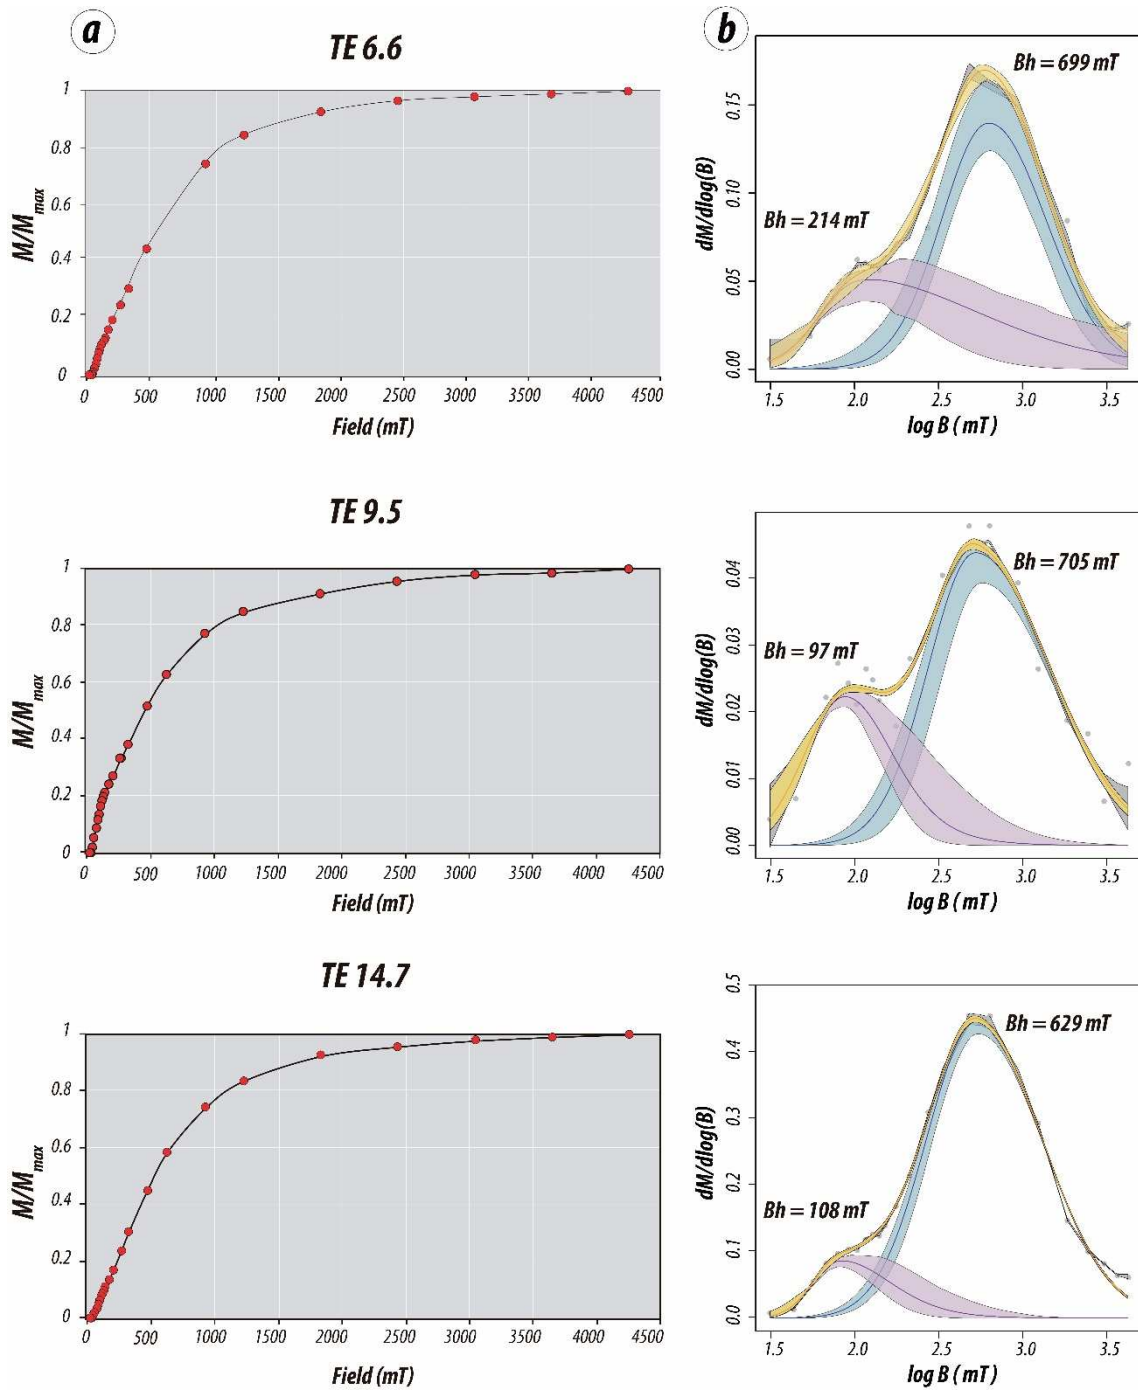 a
b
TE 6.6
M/Mmax
1
0.8
0.6
0.4
0.2
0
0 500 1000 1500 2000 2500 3000 3500 4000 4500
Field (mT)
Bh = 699 mT
Bh = 214 mT
dM/dlog(B)
0.15
0.10
0.05
0.00
1.5 2.0 2.5 3.0 3.5
log B ( mT )
TE 9.5
M/Mmax
1
0.8
0.6
0.4
0.2
0
0 500 1000 1500 2000 2500 3000 3500 4000 4500
Field (mT)
Bh = 705 mT
Bh = 97 mT
dM/dlog(B)
0.04
0.03
0.02
0.01
0.00
1.5 2.0 2.5 3.0 3.5
log B ( mT )
TE 14.7
M/Mmax
1
0.8
0.6
0.4
0.2
0
0 500 1000 1500 2000 2500 3000 3500 4000 4500
Field (mT)
Bh = 629 mT
Bh = 108 mT
dM/dlog(B)
0.5
0.4
0.3
0.2
0.1
0.0
1.5 2.0 2.5 3.0 3.5
log B ( mT )